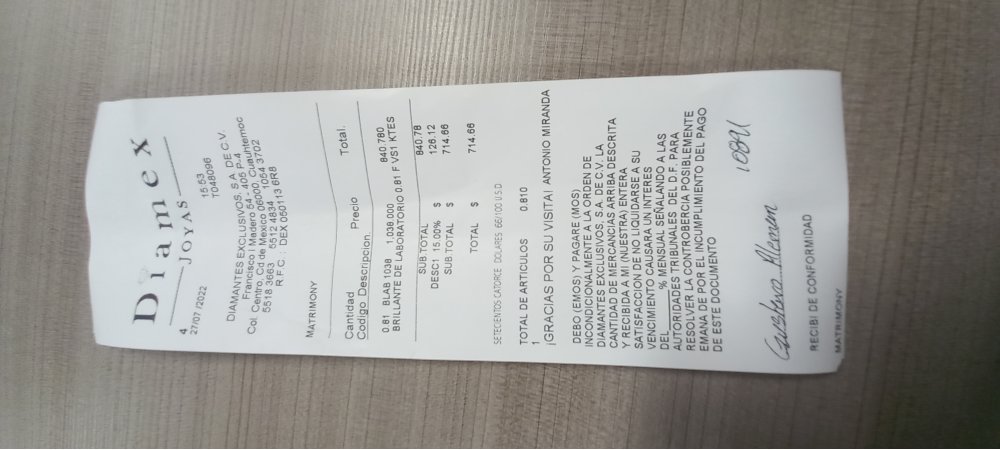 Diamex
JOYAS
4
27/07/2022 15:53
T048096
DIAMANTES EXCLUSIVOS, S.A. DE C.V.
Francisco I Madero 54 - 405 P-4
Col. Centro, Cd de Mexico 06000, Cuauhtemoc
5518 3663 5512 4834 1054 3702
R.F.C. DEX 050113 6R8
MATRIMONY
Cantidad Precio Total.
Codigo Descripcion.
0.81 BLAB 1038 1,038.000 840.780
BRILLANTE DE LABORATORIO 0.81 F VS1 KTES
SUB.TOTAL 840.78
DESC1 15.00% $ 126.12
SUB.TOTAL $ 714.66
TOTAL $ 714.66
SETECIENTOS CATORCE DOLARES 66/100 U.S.D
TOTAL DE ARTICULOS 0.810
1
¡GRACIAS POR SU VISITA! ANTONIO MIRANDA
DEBO (EMOS) Y PAGARE (MOS)
INCONDICIONALMENTE A LA ORDEN DE
DIAMANTES EXCLUSIVOS, S.A. DE C.V. LA
CANTIDAD DE MERCANCIAS ARRIBA DESCRITA
Y RECIBIDA A MI (NUESTRA) ENTERA
SATISFACCION DE NO LIQUIDARSE A SU
VENCIMIENTO CAUSARA UN INTERES
DEL______% MENSUAL SEÑALANDO A LAS
AUTORIDADES TRIBUNALES DEL D.F. PARA
RESOLVER LA CONTROBERCIA POSIBLEMENTE
EMANA DE POR EL INCUMPLIMIENTO DEL PAGO
DE ESTE DOCUMENTO
RECIBI DE CONFORMIDAD
MATRIMONY